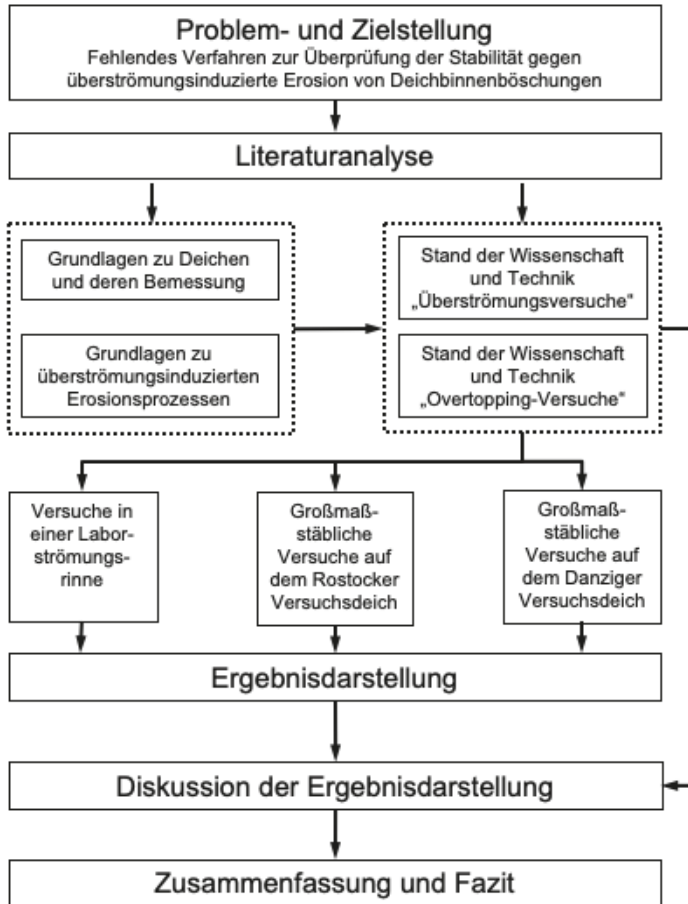 Problem- und Zielstellung
Fehlendes Verfahren zur Überprüfung der Stabilität gegen
überströmungsinduzierte Erosion von Deichbinnenböschungen
Literaturanalyse
Grundlagen zu Deichen
und deren Bemessung
Grundlagen zu
überströmungsinduzierten
Erosionsprozessen
Stand der Wissenschaft
und Technik
„Überströmungsversuche“
Stand der Wissenschaft
und Technik
„Overtopping-Versuche“
Versuche in
einer Labor-
strömungs-
rinne
Großmaß-
stäbliche
Versuche auf
dem Rostocker
Versuchsdeich
Großmaß-
stäbliche
Versuche auf
dem Danziger
Versuchsdeich
Ergebnisdarstellung
Diskussion der Ergebnisdarstellung
Zusammenfassung und Fazit